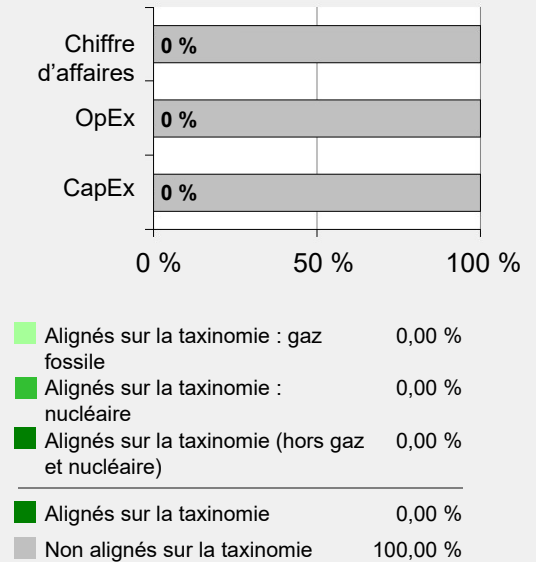 Chiffre
d’affaires
0 %
OpEx
0 %
CapEx
0 %
0 % 50 % 100 %
Alignés sur la taxinomie : gaz 0,00 %
fossile
Alignés sur la taxinomie : 0,00 %
nucléaire
Alignés sur la taxinomie (hors gaz 0,00 %
et nucléaire)
Alignés sur la taxinomie 0,00 %
Non alignés sur la taxinomie 100,00 %